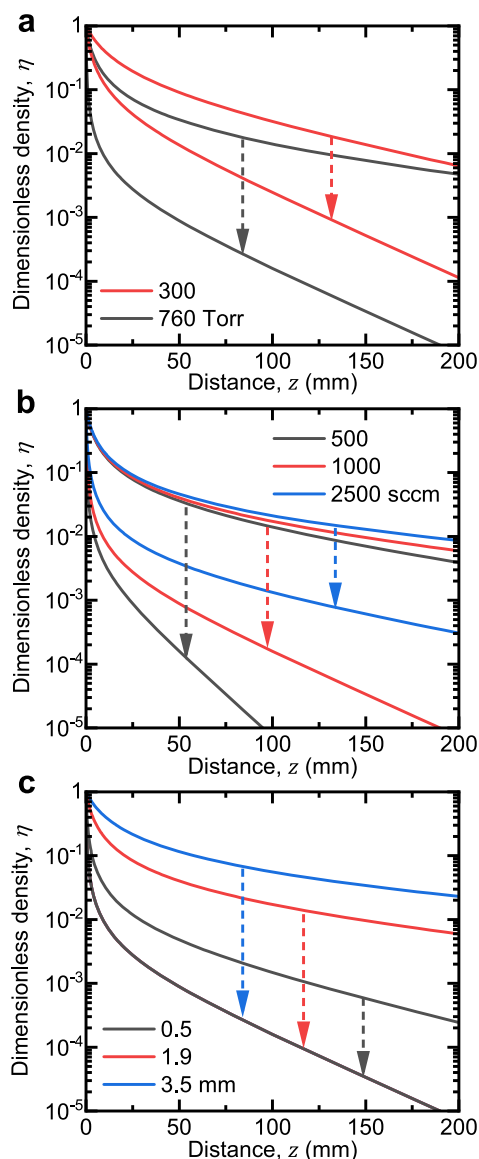 a
Dimensionless density, η
1
10⁻¹
10⁻²
10⁻³
10⁻⁴
10⁻⁵
300
760 Torr
0 50 100 150 200
Distance, z (mm)
b
Dimensionless density, η
1
10⁻¹
10⁻²
10⁻³
10⁻⁴
10⁻⁵
500
1000
2500 sccm
0 50 100 150 200
Distance, z (mm)
c
Dimensionless density, η
1
10⁻¹
10⁻²
10⁻³
10⁻⁴
10⁻⁵
0.5
1.9
3.5 mm
0 50 100 150 200
Distance, z (mm)